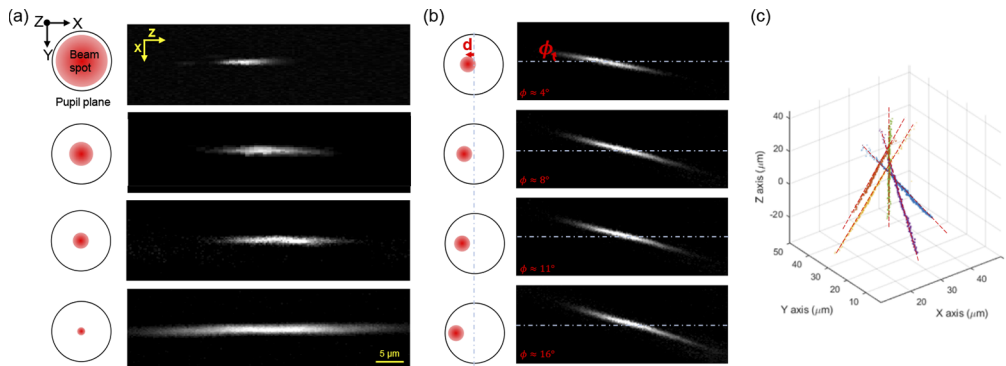 (a)
Z
X
Y
Beam
spot
Pupil plane
z
x
5 μm
(b)
d
ϕ
ϕ ≈ 4°
ϕ ≈ 8°
ϕ ≈ 11°
ϕ ≈ 16°
(c)
Z axis (μm)
40
20
0
-20
50
40
30
20
10
Y axis (μm)
20
30
40
50
X axis (μm)